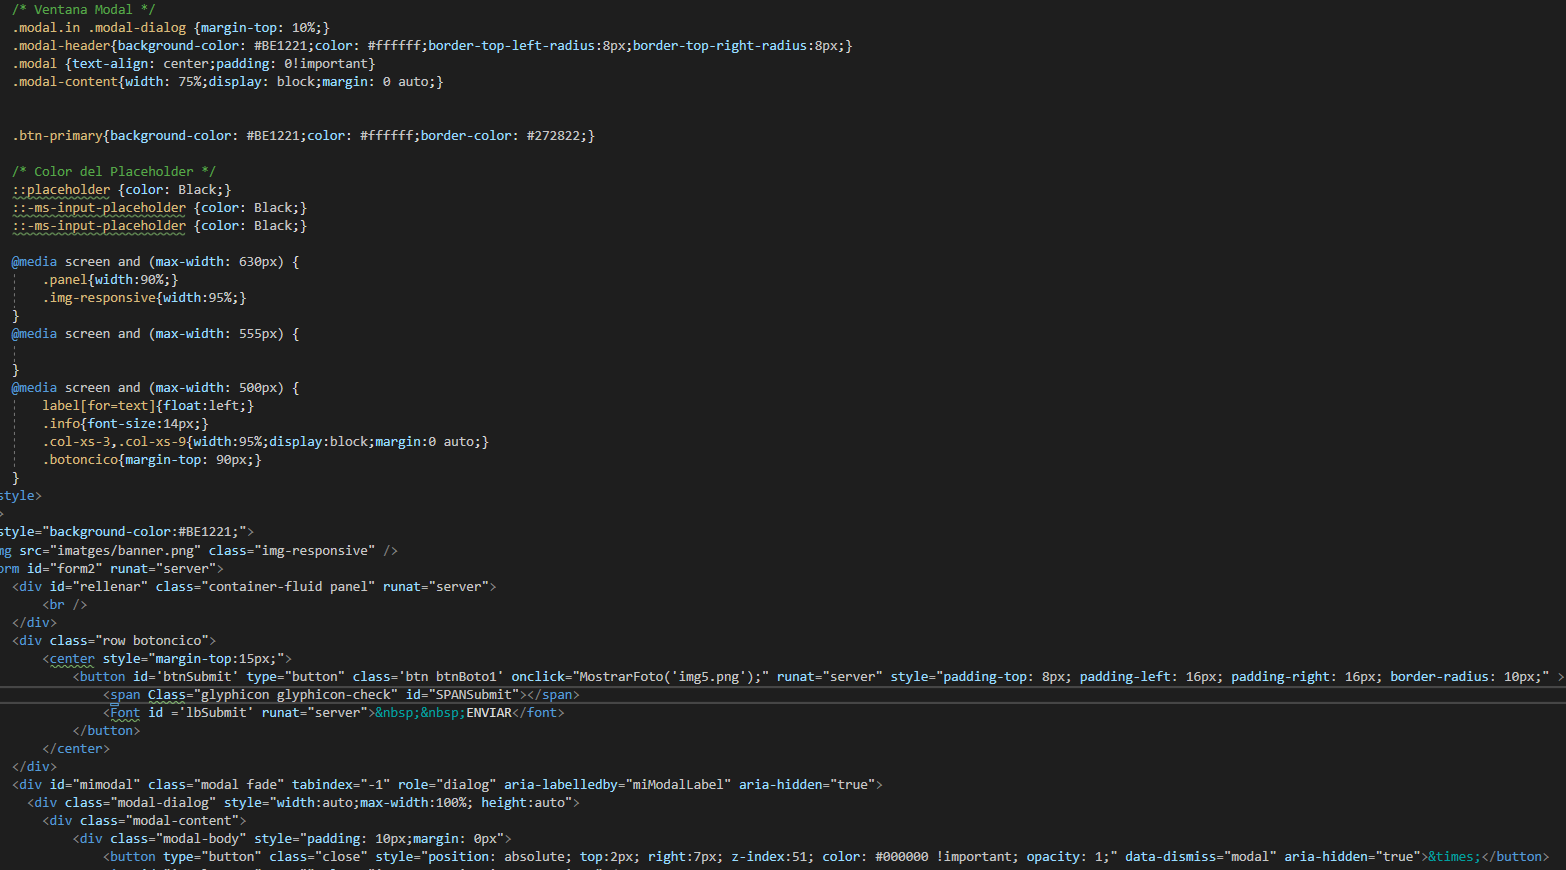 /* Ventana Modal */
.modal.in .modal-dialog {margin-top: 10%;}
.modal-header{background-color: #BE1221;color: #ffffff;border-top-left-radius:8px;border-top-right-radius:8px;}
.modal {text-align: center;padding: 0!important}
.modal-content{width: 75%;display: block;margin: 0 auto;}
.btn-primary{background-color: #BE1221;color: #ffffff;border-color: #272822;}
/* Color del Placeholder */
::placeholder {color: Black;}
::-ms-input-placeholder {color: Black;}
::-ms-input-placeholder {color: Black;}
@media screen and (max-width: 630px) {
.panel{width:90%;}
.img-responsive{width:95%;}
}
@media screen and (max-width: 555px) {
}
@media screen and (max-width: 500px) {
label[for=text]{float:left;}
.info{font-size:14px;}
.col-xs-3,.col-xs-9{width:95%;display:block;margin:0 auto;}
.botoncico{margin-top: 90px;}
}
style>
>
style="background-color:#BE1221;">
mg src="imatges/banner.png" class="img-responsive" />
orm id="form2" runat="server">
<div id="rellenar" class="container-fluid panel" runat="server">
<br />
</div>
<div class="row botoncico">
<center style="margin-top:15px;">
<button id='btnSubmit' type="button" class='btn btnBoto1' onclick="MostrarFoto('img5.png');" runat="server" style="padding-top: 8px; padding-left: 16px; padding-right: 16px; border-radius: 10px;" >
<span Class="glyphicon glyphicon-check" id="SPANSubmit"></span>
<Font id ='lbSubmit' runat="server">&nbsp;&nbsp;ENVIAR</font>
</button>
</center>
</div>
<div id="mimodal" class="modal fade" tabindex="-1" role="dialog" aria-labelledby="miModalLabel" aria-hidden="true">
<div class="modal-dialog" style="width:auto;max-width:100%; height:auto">
<div class="modal-content">
<div class="modal-body" style="padding: 10px;margin: 0px">
<button type="button" class="close" style="position: absolute; top:2px; right:7px; z-index:51; color: #000000 !important; opacity: 1;" data-dismiss="modal" aria-hidden="true">&times;</button>